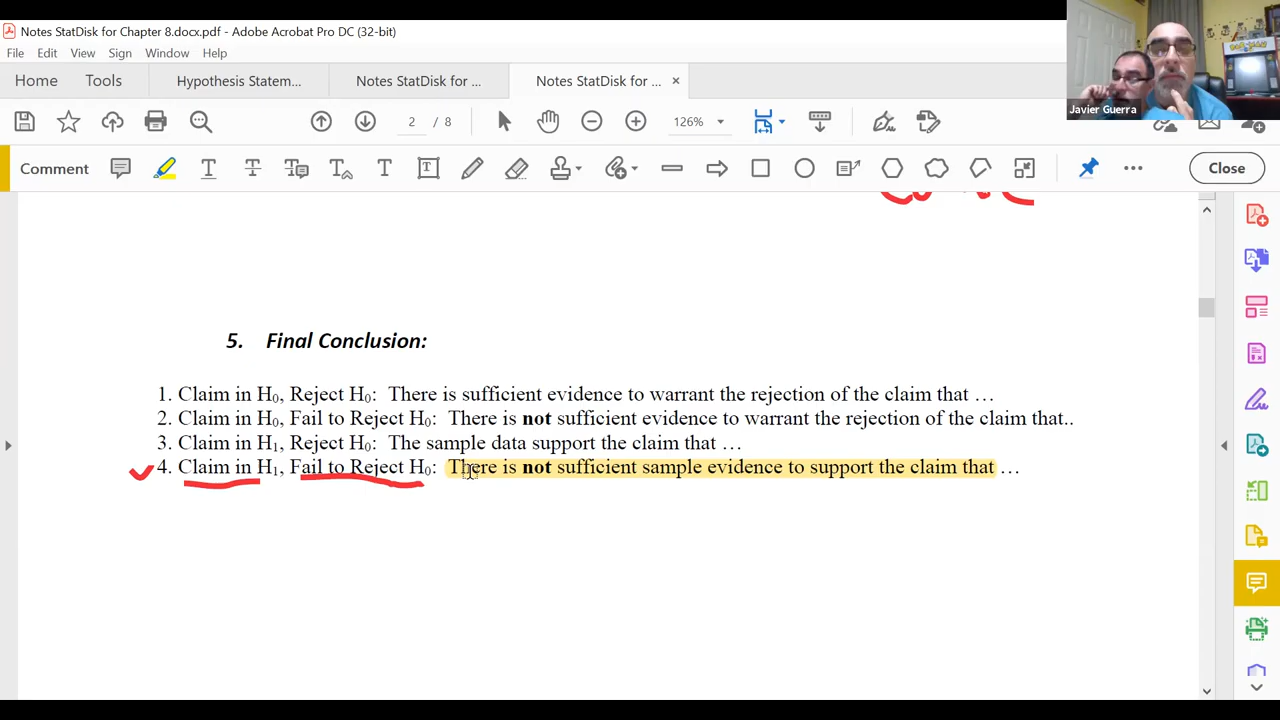 Notes StatDisk for Chapter 8.docx.pdf - Adobe Acrobat Pro DC (32-bit)
File Edit View Sign Window Help
Home Tools Hypothesis Statem... Notes StatDisk for ... Notes StatDisk for ... ×
2 / 8 126%
Javier Guerra
Comment Close
5. Final Conclusion:
1. Claim in H₀, Reject H₀: There is sufficient evidence to warrant the rejection of the claim that …
2. Claim in H₀, Fail to Reject H₀: There is not sufficient evidence to warrant the rejection of the claim that..
3. Claim in H₁, Reject H₀: The sample data support the claim that …
4. Claim in H₁, Fail to Reject H₀: There is not sufficient sample evidence to support the claim that …